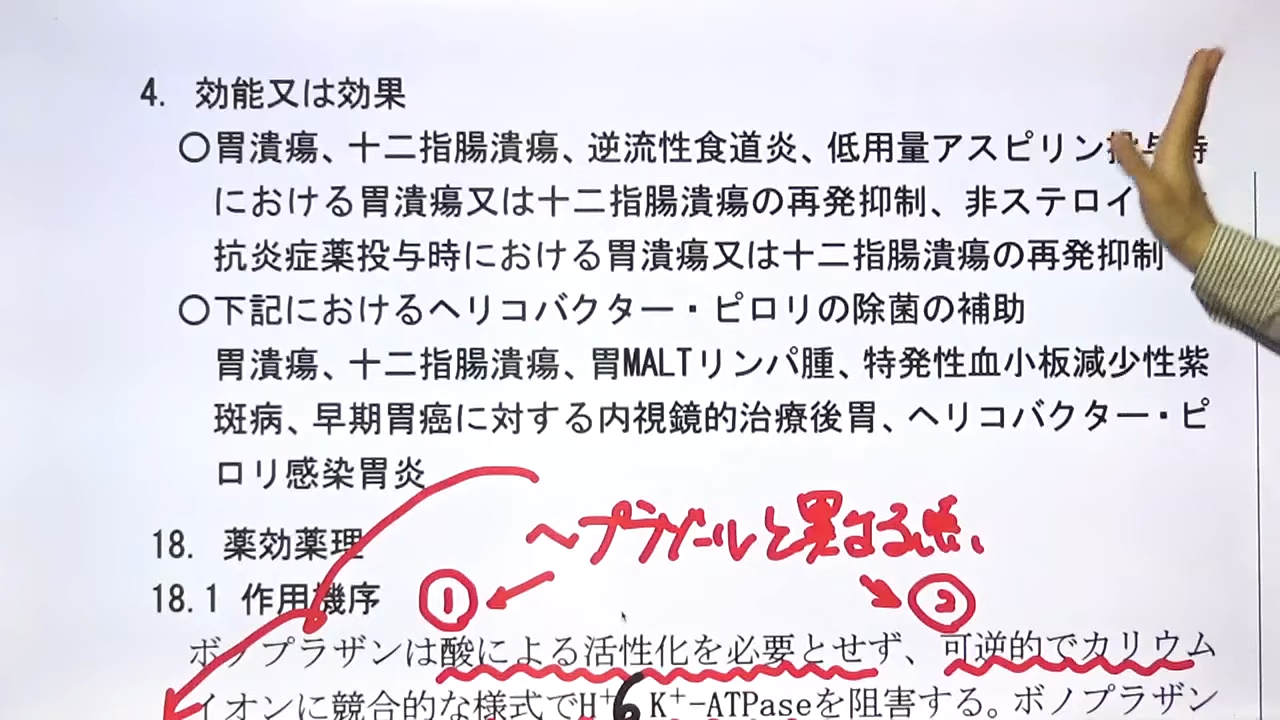 4. 効能又は効果
〇胃潰瘍、十二指腸潰瘍、逆流性食道炎、低用量アスピリン投与時
における胃潰瘍又は十二指腸潰瘍の再発抑制、非ステロイ
抗炎症薬投与時における胃潰瘍又は十二指腸潰瘍の再発抑制
〇下記におけるヘリコバクター・ピロリの除菌の補助
胃潰瘍、十二指腸潰瘍、胃MALTリンパ腫、特発性血小板減少性紫
斑病、早期胃癌に対する内視鏡的治療後胃、ヘリコバクター・ピ
ロリ感染胃炎
〜プラゾールと異なる点、
18. 薬効薬理
18.1 作用機序 ① ②
ボノプラザンは酸による活性化を必要とせず、可逆的でカリウム
イオンに競合的な様式でH⁺ 6 K⁺-ATPaseを阻害する。ボノプラザン